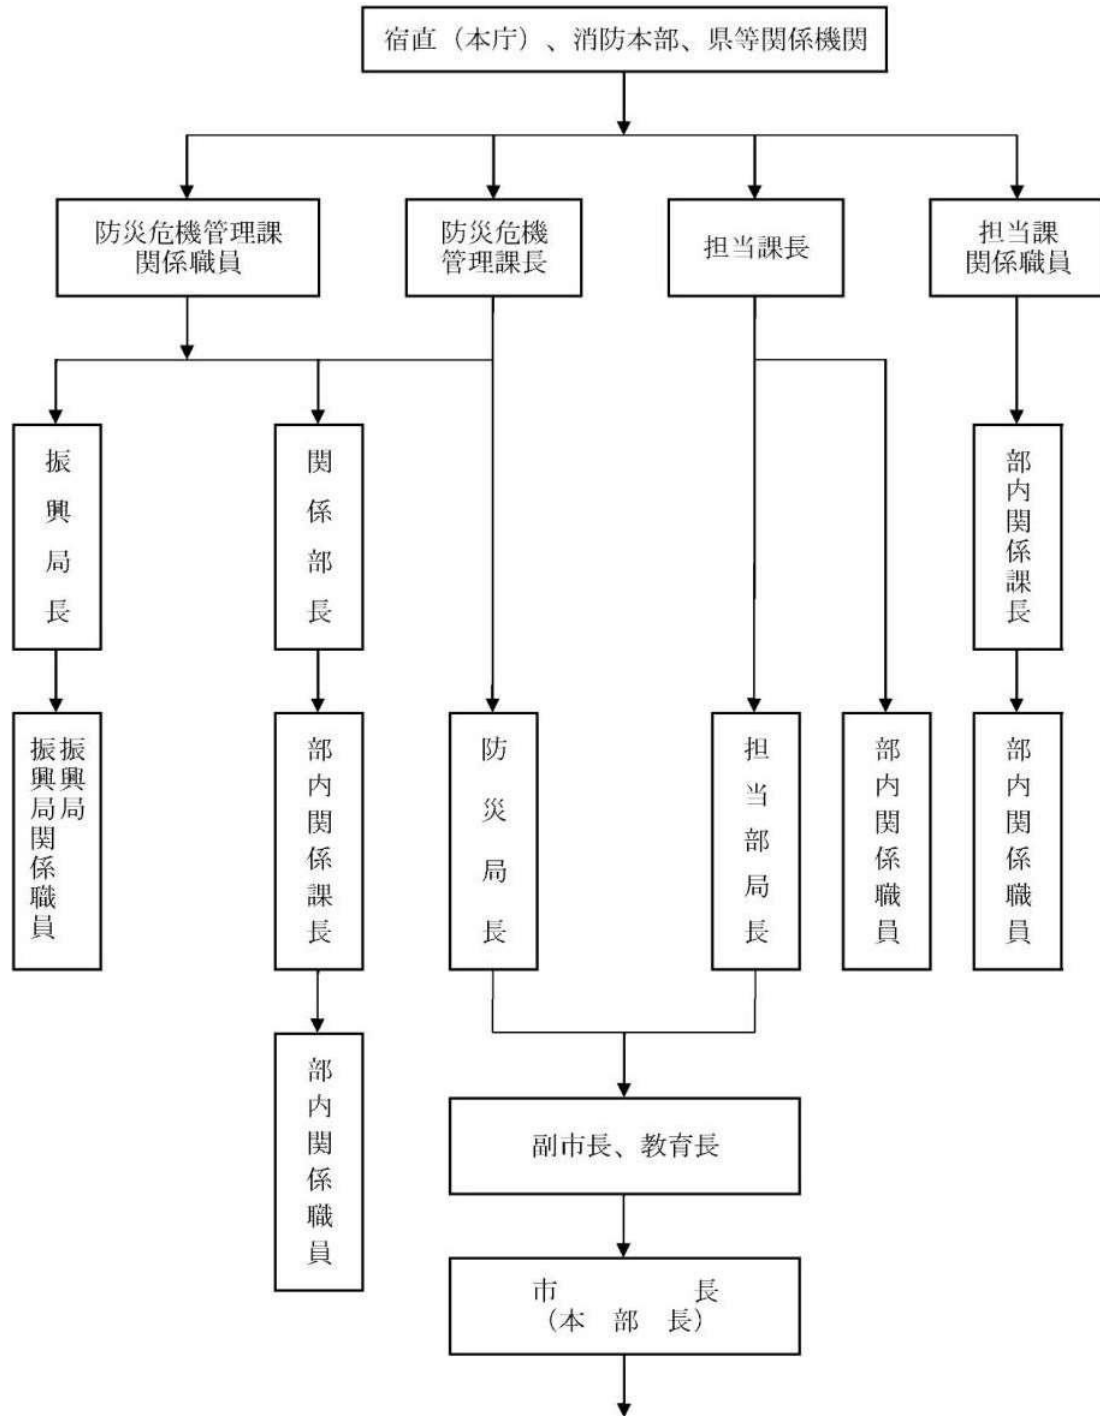 宿直（本庁）、消防本部、県等関係機関
防災危機管理課
関係職員
防災危機
管理課長
担当課長
担当課
関係職員
振興局長
関係部長
部内関係課長
振興局
振興局関係職員
部内関係課長
防災局長
担当部局長
部内関係職員
部内関係職員
部内関係職員
副市長、教育長
市　　　　　長
（本　部　長）